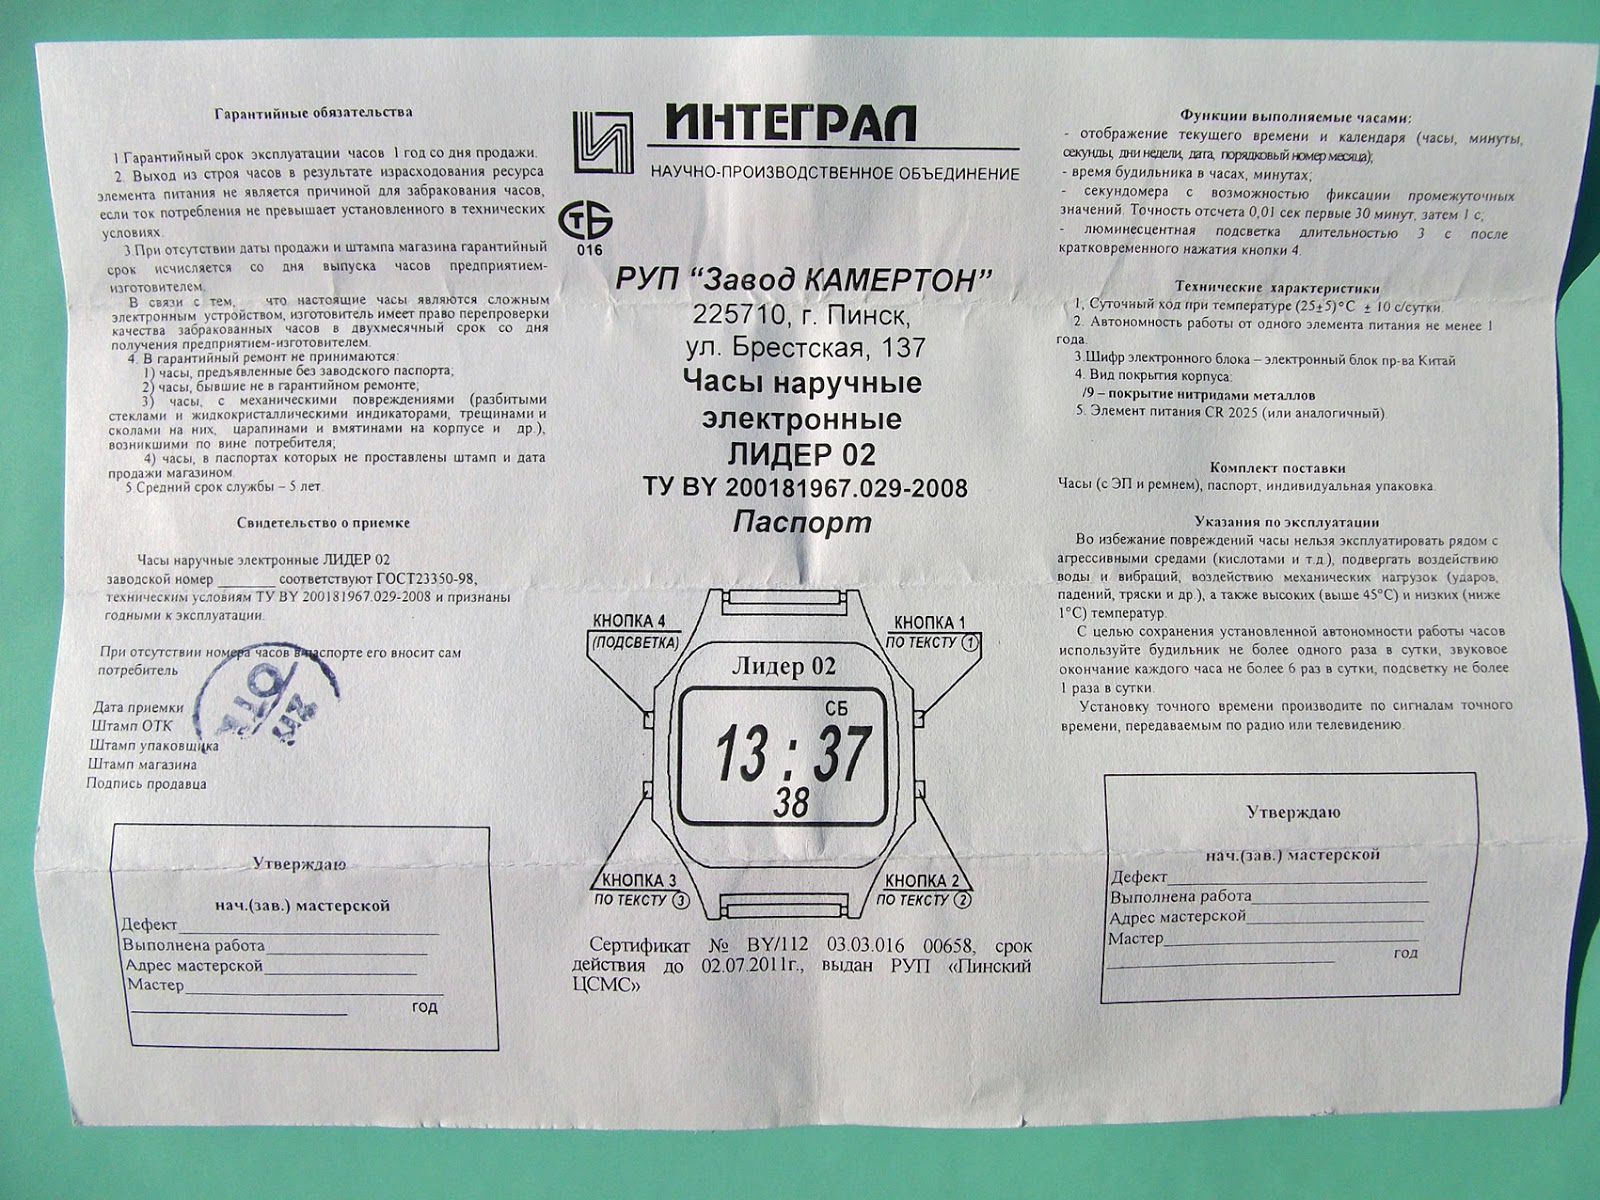 Гарантийные обязательства
1.Гарантийный срок эксплуатации часов 1 год со дня продажи.
2. Выход из строя часов в результате израсходования ресурса
элемента питания не является причиной для забракования часов,
если ток потребления не превышает установленного в технических
условиях.
3.При отсутствии даты продажи и штампа магазина гарантийный
срок исчисляется со дня выпуска часов предприятием-
изготовителем.
В связи с тем, что настоящие часы являются сложным
электронным устройством, изготовитель имеет право перепроверки
качества забракованных часов в двухмесячный срок со дня
получения предприятием-изготовителем.
4. В гарантийный ремонт не принимаются:
1) часы, предъявленные без заводского паспорта;
2) часы, бывшие не в гарантийном ремонте;
3) часы, с механическими повреждениями (разбитыми
стеклами и жидкокристаллическими индикаторами, трещинами и
сколами на них, царапинами и вмятинами на корпусе и др.),
возникшими по вине потребителя;
4) часы, в паспортах которых не проставлены штамп и дата
продажи магазином.
5.Средний срок службы – 5 лет.
Свидетельство о приемке
Часы наручные электронные ЛИДЕР 02
заводской номер _______ соответствуют ГОСТ23350-98,
техническим условиям ТУ BY 200181967.029-2008 и признаны
годными к эксплуатации.
При отсутствии номера часов в паспорте его вносит сам
потребитель
Дата приемки
Штамп ОТК
Штамп упаковщика
Штамп магазина
Подпись продавца
Утверждаю
нач.(зав.) мастерской
Дефект
Выполнена работа
Адрес мастерской
Мастер
год
ИНТЕГРАЛ
НАУЧНО-ПРОИЗВОДСТВЕННОЕ ОБЪЕДИНЕНИЕ
СТБ
016
РУП “Завод КАМЕРТОН”
225710, г. Пинск,
ул. Брестская, 137
Часы наручные
электронные
ЛИДЕР 02
ТУ BY 200181967.029-2008
Паспорт
КНОПКА 4
(ПОДСВЕТКА)
КНОПКА 1
ПО ТЕКСТУ ①
Лидер 02
СБ
13 : 37
38
КНОПКА 3
ПО ТЕКСТУ ③
КНОПКА 2
ПО ТЕКСТУ ②
Сертификат № BY/112 03.03.016 00658, срок
действия до 02.07.2011г., выдан РУП «Пинский
ЦСМС»
Функции выполняемые часами:
- отображение текущего времени и календаря (часы, минуты,
секунды, дни недели, дата, порядковый номер месяца);
- время будильника в часах, минутах;
- секундомера с возможностью фиксации промежуточных
значений. Точность отсчета 0,01 сек первые 30 минут, затем 1 с;
- люминесцентная подсветка длительностью 3 с после
кратковременного нажатия кнопки 4.
Технические характеристики
1, Суточный ход при температуре (25±5)°С ± 10 с/сутки.
2. Автономность работы от одного элемента питания не менее 1
года.
3.Шифр электронного блока – электронный блок пр-ва Китай
4. Вид покрытия корпуса:
/9 – покрытие нитридами металлов
5. Элемент питания CR 2025 (или аналогичный).
Комплект поставки
Часы (с ЭП и ремнем), паспорт, индивидуальная упаковка.
Указания по эксплуатации
Во избежание повреждений часы нельзя эксплуатировать рядом с
агрессивными средами (кислотами и т.д.), подвергать воздействию
воды и вибраций, воздействию механических нагрузок (ударов,
падений, тряски и др.), а также высоких (выше 45°С) и низких (ниже
1°С) температур.
С целью сохранения установленной автономности работы часов
используйте будильник не более одного раза в сутки, звуковое
окончание каждого часа не более 6 раз в сутки, подсветку не более
1 раза в сутки.
Установку точного времени производите по сигналам точного
времени, передаваемым по радио или телевидению.
Утверждаю
нач.(зав.) мастерской
Дефект
Выполнена работа
Адрес мастерской
Мастер
год